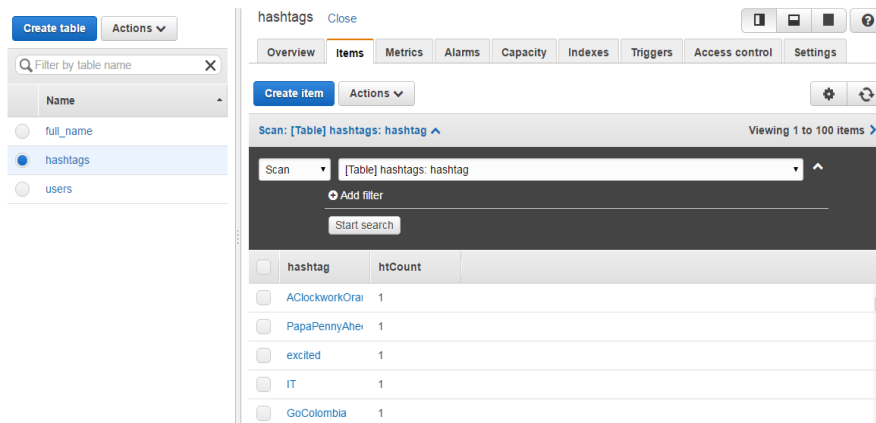 Create table Actions
Filter by table name
Name
full_name
hashtags
users
hashtags Close
Overview Items Metrics Alarms Capacity Indexes Triggers Access control Settings
Create item Actions
Scan: [Table] hashtags: hashtag Viewing 1 to 100 items
Scan [Table] hashtags: hashtag
Add filter
Start search
hashtag htCount
AClockworkOra 1
PapaPennyAhe 1
excited 1
IT 1
GoColombia 1